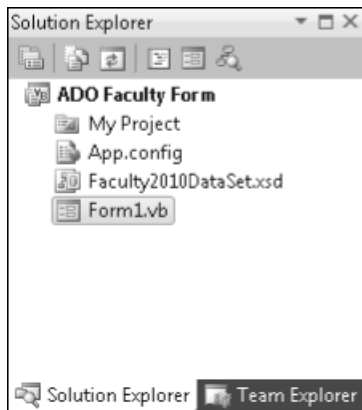 Solution Explorer
ADO Faculty Form
My Project
App.config
Faculty2010DataSet.xsd
Form1.vb
Solution Explorer Team Explorer